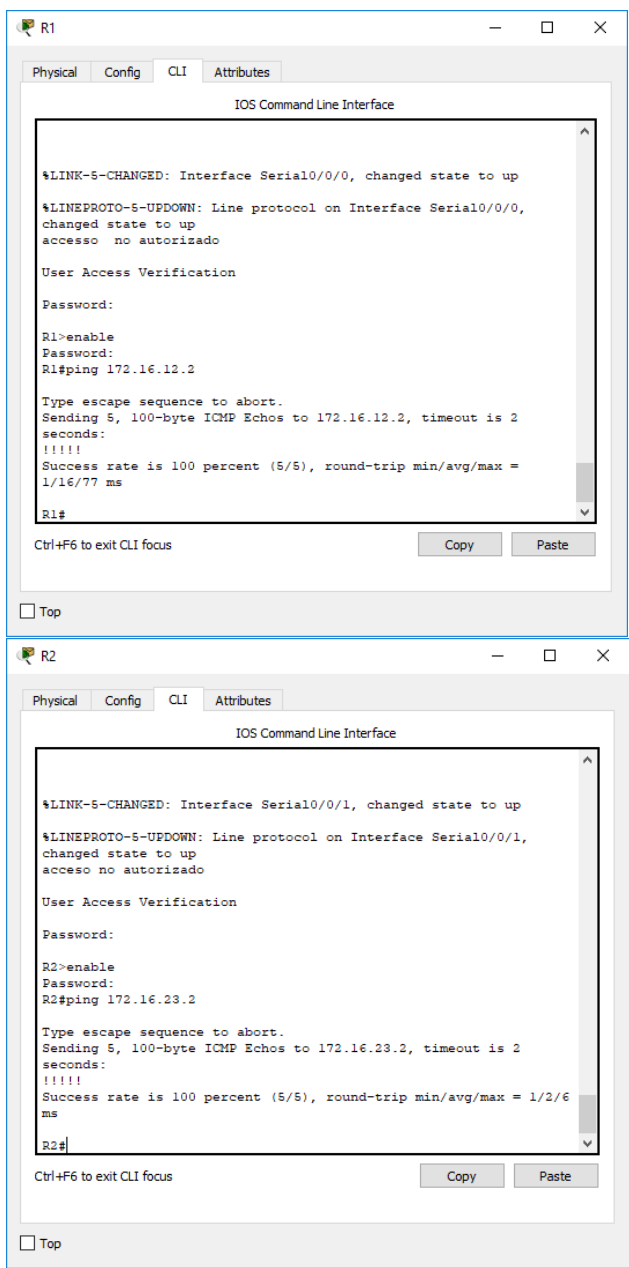 R1
Physical Config CLI Attributes
IOS Command Line Interface
%LINK-5-CHANGED: Interface Serial0/0/0, changed state to up
%LINEPROTO-5-UPDOWN: Line protocol on Interface Serial0/0/0,
changed state to up
accesso  no autorizado
User Access Verification
Password:
R1>enable
Password:
R1#ping 172.16.12.2
Type escape sequence to abort.
Sending 5, 100-byte ICMP Echos to 172.16.12.2, timeout is 2
seconds:
!!!!!
Success rate is 100 percent (5/5), round-trip min/avg/max =
1/16/77 ms
R1#
Ctrl+F6 to exit CLI focus Copy Paste
Top
R2
Physical Config CLI Attributes
IOS Command Line Interface
%LINK-5-CHANGED: Interface Serial0/0/1, changed state to up
%LINEPROTO-5-UPDOWN: Line protocol on Interface Serial0/0/1,
changed state to up
acceso no autorizado
User Access Verification
Password:
R2>enable
Password:
R2#ping 172.16.23.2
Type escape sequence to abort.
Sending 5, 100-byte ICMP Echos to 172.16.23.2, timeout is 2
seconds:
!!!!!
Success rate is 100 percent (5/5), round-trip min/avg/max = 1/2/6
ms
R2#
Ctrl+F6 to exit CLI focus Copy Paste
Top